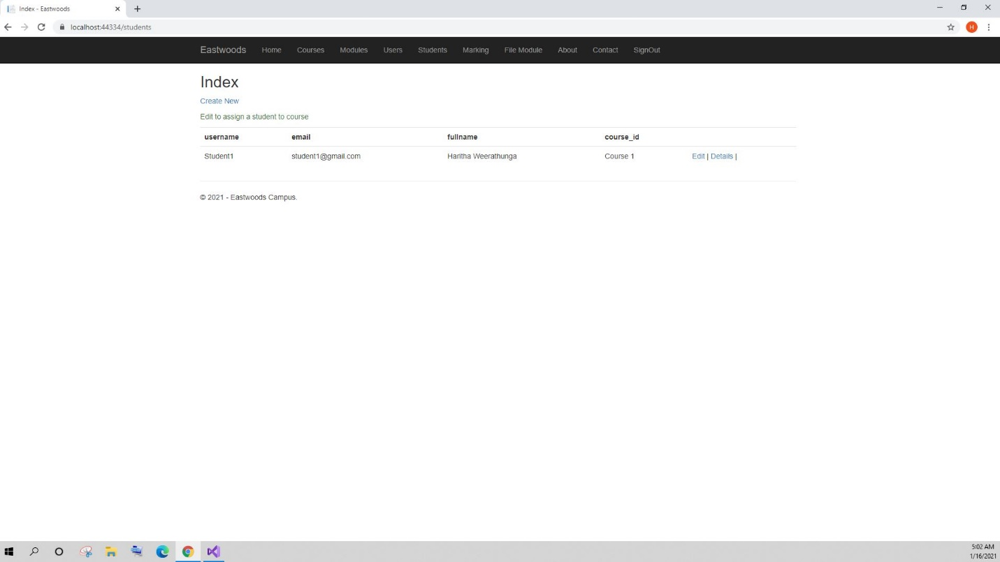 Index - Eastwoods
localhost:44334/students
H
Eastwoods Home Courses Modules Users Students Marking File Module About Contact SignOut
Index
Create New
Edit to assign a student to course
username email fullname course_id
Student1 student1@gmail.com Haritha Weerathunga Course 1 Edit | Details |
© 2021 - Eastwoods Campus.
5:02 AM
1/16/2021